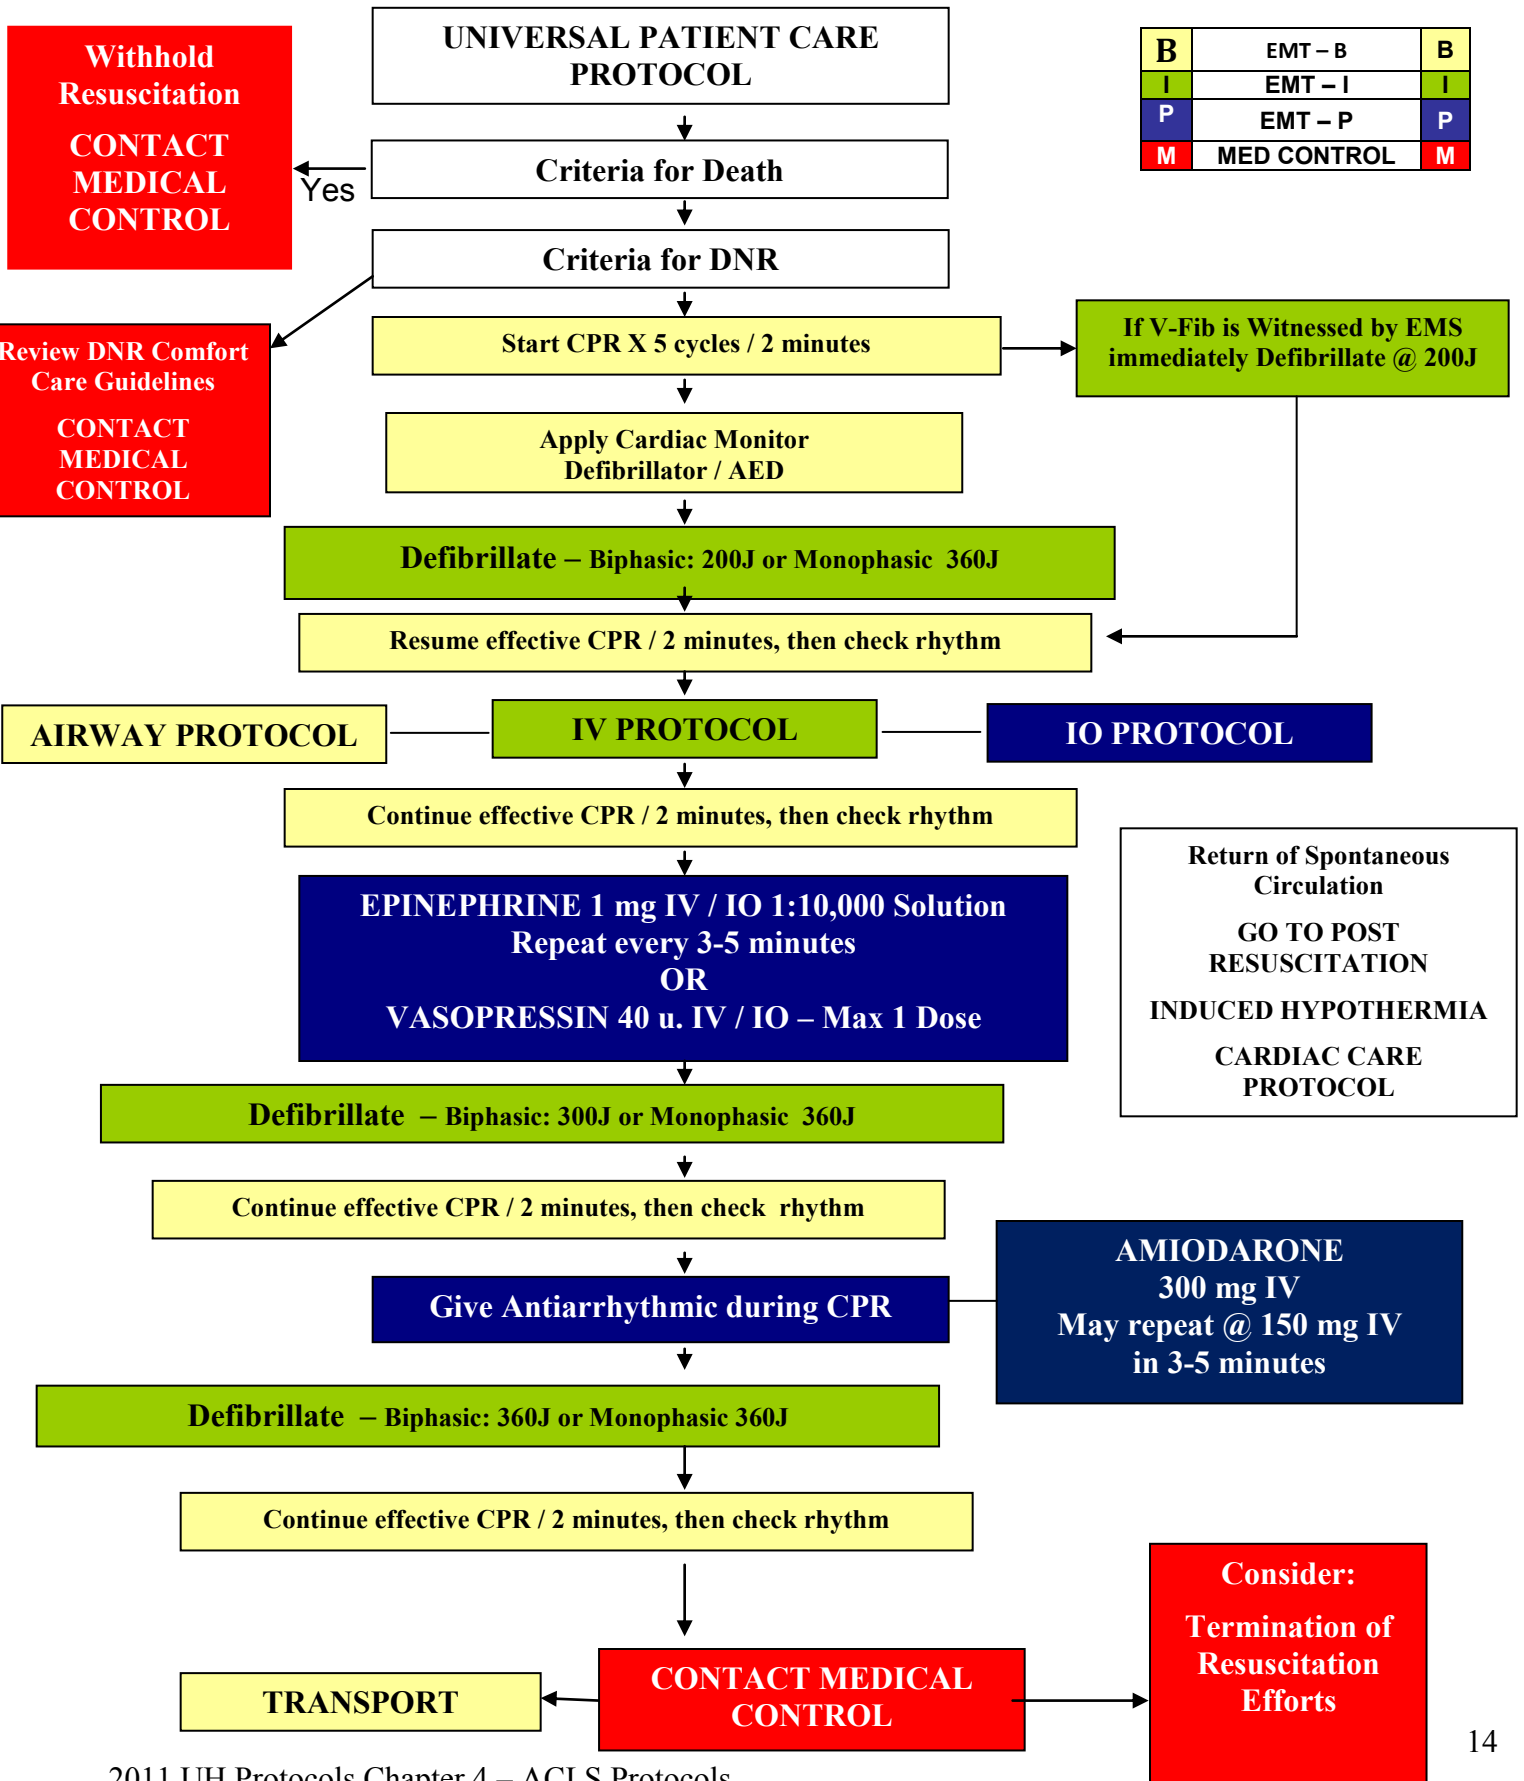 UNIVERSAL PATIENT CARE
PROTOCOL
Withhold
Resuscitation
CONTACT
MEDICAL
CONTROL
B EMT – B B
I EMT – I I
P EMT – P P
M MED CONTROL M
Yes
Criteria for Death
Criteria for DNR
Review DNR Comfort
Care Guidelines
CONTACT
MEDICAL
CONTROL
Start CPR X 5 cycles / 2 minutes
If V-Fib is Witnessed by EMS
immediately Defibrillate @ 200J
Apply Cardiac Monitor
Defibrillator / AED
Defibrillate – Biphasic: 200J or Monophasic 360J
Resume effective CPR / 2 minutes, then check rhythm
AIRWAY PROTOCOL
IV PROTOCOL
IO PROTOCOL
Continue effective CPR / 2 minutes, then check rhythm
EPINEPHRINE 1 mg IV / IO 1:10,000 Solution
Repeat every 3-5 minutes
OR
VASOPRESSIN 40 u. IV / IO – Max 1 Dose
Return of Spontaneous
Circulation
GO TO POST
RESUSCITATION
INDUCED HYPOTHERMIA
CARDIAC CARE
PROTOCOL
Defibrillate – Biphasic: 300J or Monophasic 360J
Continue effective CPR / 2 minutes, then check rhythm
Give Antiarrhythmic during CPR
AMIODARONE
300 mg IV
May repeat @ 150 mg IV
in 3-5 minutes
Defibrillate – Biphasic: 360J or Monophasic 360J
Continue effective CPR / 2 minutes, then check rhythm
CONTACT MEDICAL
CONTROL
TRANSPORT
Consider:
Termination of
Resuscitation
Efforts
14
2011 UH Protocols Chapter 4 – ACLS Protocols